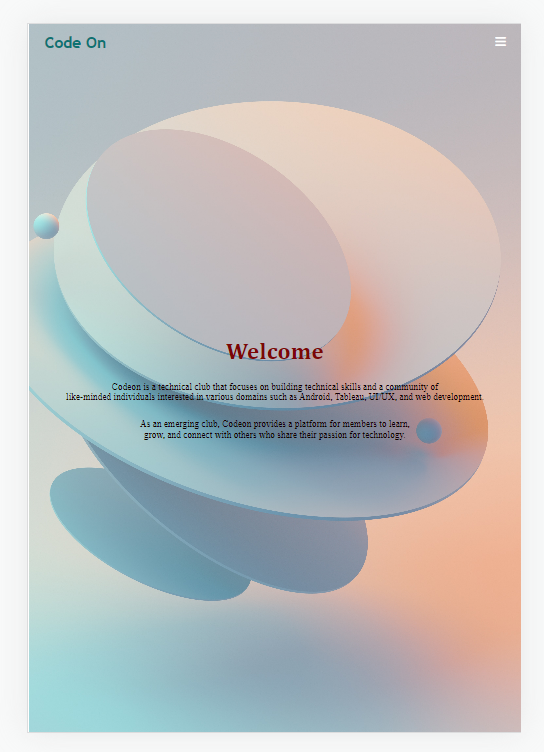 Code On
Welcome
Codeon is a technical club that focuses on building technical skills and a community of
like-minded individuals interested in various domains such as Android, Tableau, UI/UX, and web development.
As an emerging club, Codeon provides a platform for members to learn,
grow, and connect with others who share their passion for technology.